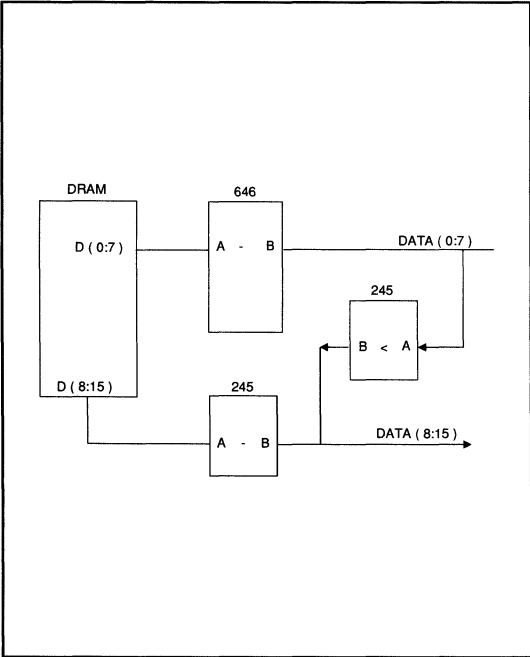 DRAM
646
D ( 0:7 )
A - B
DATA ( 0:7 )
245
B < A
D ( 8:15 )
245
A - B
DATA ( 8:15 )